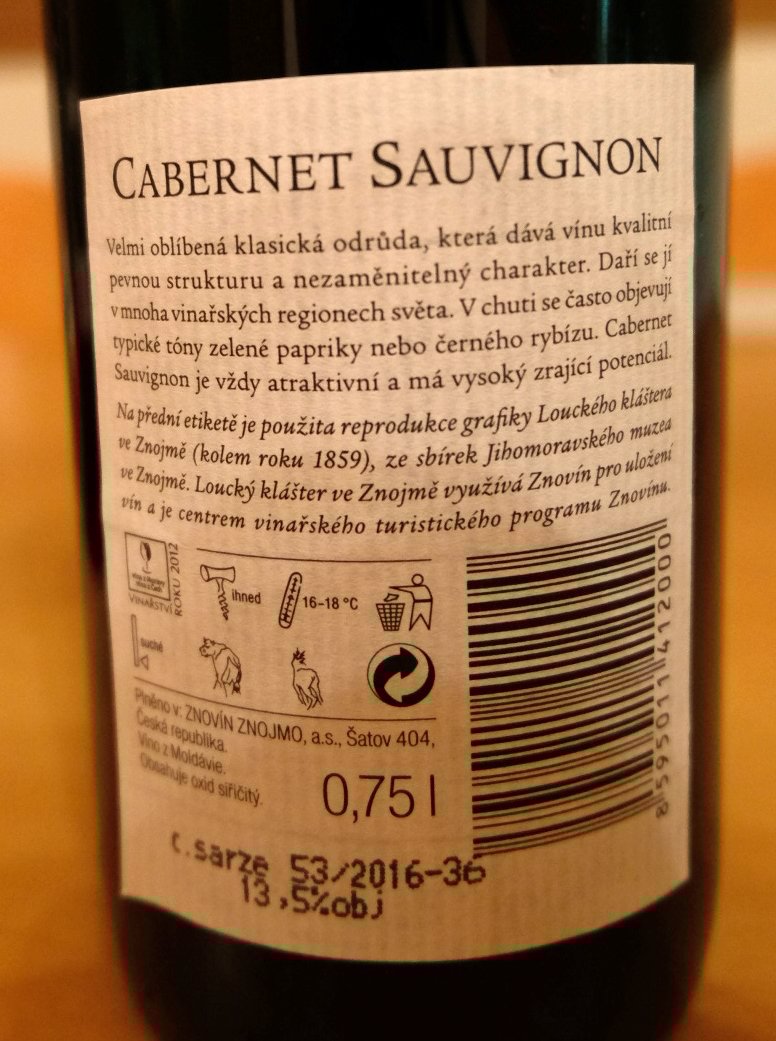 CABERNET SAUVIGNON
Velmi oblíbená klasická odrůda, která dává vínu kvalitní
pevnou strukturu a nezaměnitelný charakter. Daří se jí
v mnoha vinařských regionech světa. V chuti se často objevují
typické tóny zelené papriky nebo černého rybízu. Cabernet
Sauvignon je vždy atraktivní a má vysoký zrající potenciál.
Na přední etiketě je použita reprodukce grafiky Louckého kláštera
ve Znojmě (kolem roku 1859), ze sbírek Jihomoravského muzea
ve Znojmě. Loucký klášter ve Znojmě využívá Znovín pro uložení
vín a je centrem vinařského turistického programu Znovínu.
VINAŘSTVÍ
ROKU 2012
ihned
16–18 °C
suché
Plněno v: ZNOVÍN ZNOJMO, a.s., Šatov 404,
Česká republika.
Víno z Moldávie.
Obsahuje oxid siřičitý.
0,75 l
8 595011 412000
č.sarze 53/2016-36
13,5%obj